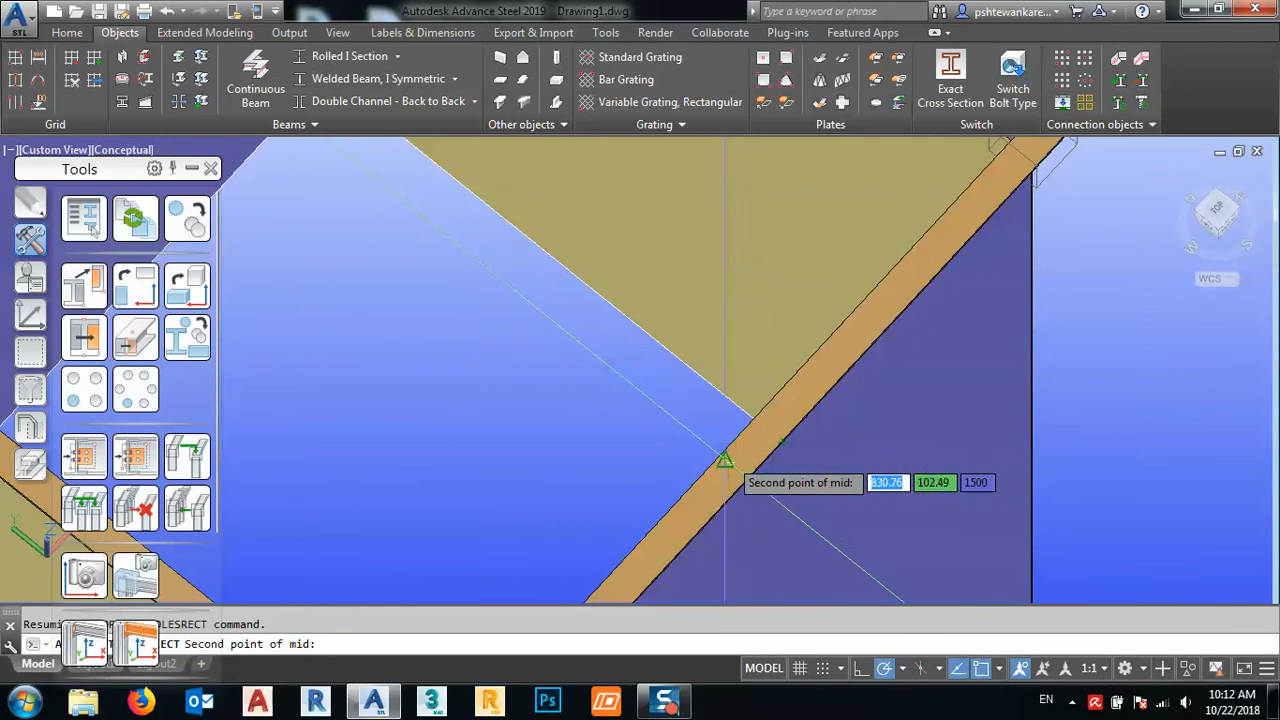 Autodesk Advance Steel 2019 Drawing1.dwg
Type a keyword or phrase
pshtewankare...
STL
Home Objects Extended Modeling Output View Labels & Dimensions Export & Import Tools Render Collaborate Plug-ins Featured Apps
Continuous
Beam
Rolled I Section
Welded Beam, I Symmetric
Double Channel - Back to Back
Standard Grating
Bar Grating
Variable Grating, Rectangular
Exact
Cross Section
Switch
Bolt Type
Grid Beams Other objects Grating Plates Switch Connection objects
[−][Custom View][Conceptual]
Tools
TOP
W S
WCS
Second point of mid: 830.76 102.49 1500
Y Z
Z
Y X
Z
Y X
OLESRECT command.
RECT Second point of mid:
Model
MODEL 1:1
EN
10:12 AM
10/22/2018